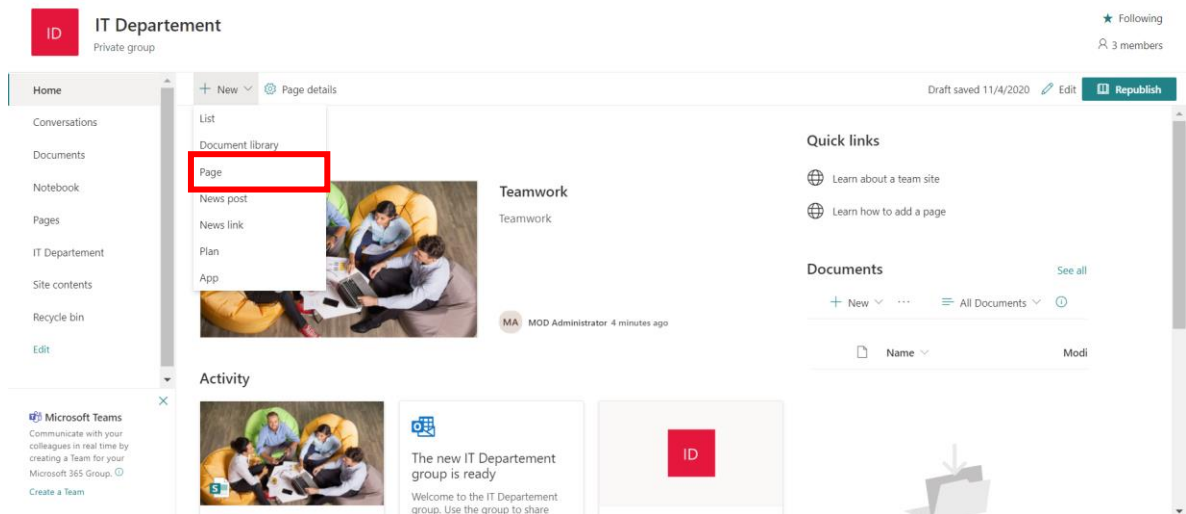 ID
IT Departement
Private group
Following
3 members
Home
Conversations
Documents
Notebook
Pages
IT Departement
Site contents
Recycle bin
Edit
Microsoft Teams
Communicate with your
colleagues in real time by
creating a Team for your
Microsoft 365 Group.
Create a Team
New
Page details
Draft saved 11/4/2020
Edit
Republish
List
Document library
Page
News post
News link
Plan
App
Teamwork
Teamwork
MA MOD Administrator 4 minutes ago
Activity
S
The new IT Departement
group is ready
Welcome to the IT Departement
group. Use the group to share
ID
Quick links
Learn about a team site
Learn how to add a page
Documents
See all
New
All Documents
Name
Modi